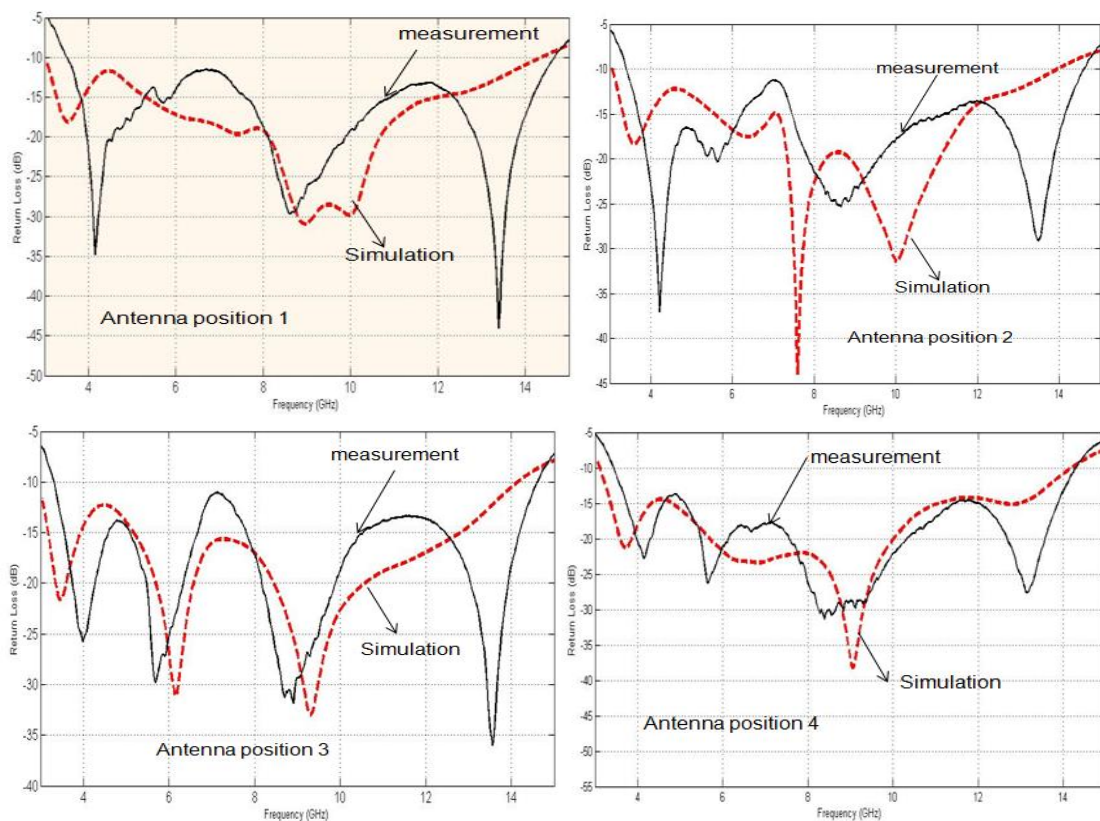 -5
-10
-15
-20
-25
-30
-35
-40
-45
-50
Return Loss (dB)
measurement
Simulation
Antenna position 1
4 6 8 10 12 14
Frequency (GHz)
-5
-10
-15
-20
-25
-30
-35
-40
-45
Return Loss (dB)
measurement
Simulation
Antenna position 2
4 6 8 10 12 14
Frequency (GHz)
-5
-10
-15
-20
-25
-30
-35
-40
Return Loss (dB)
measurement
Simulation
Antenna position 3
4 6 8 10 12 14
Frequency (GHz)
-5
-10
-15
-20
-25
-30
-35
-40
-45
-50
-55
Return Loss (dB)
measurement
Simulation
Antenna position 4
4 6 8 10 12 14
Frequency (GHz)